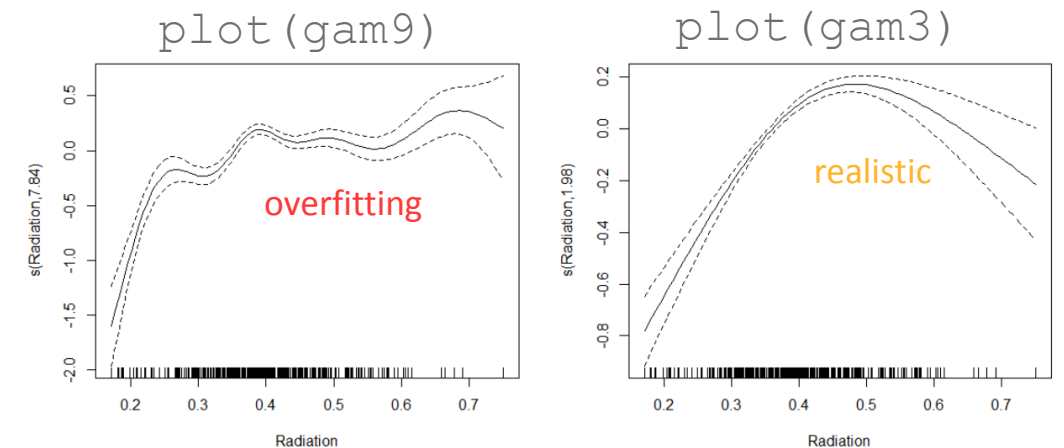 plot(gam9)
s(Radiation,7.84)
0.5
0.0
-0.5
-1.0
-1.5
-2.0
overfitting
0.2 0.3 0.4 0.5 0.6 0.7
Radiation
plot(gam3)
s(Radiation,1.98)
0.2
0.0
-0.2
-0.4
-0.6
-0.8
realistic
0.2 0.3 0.4 0.5 0.6 0.7
Radiation